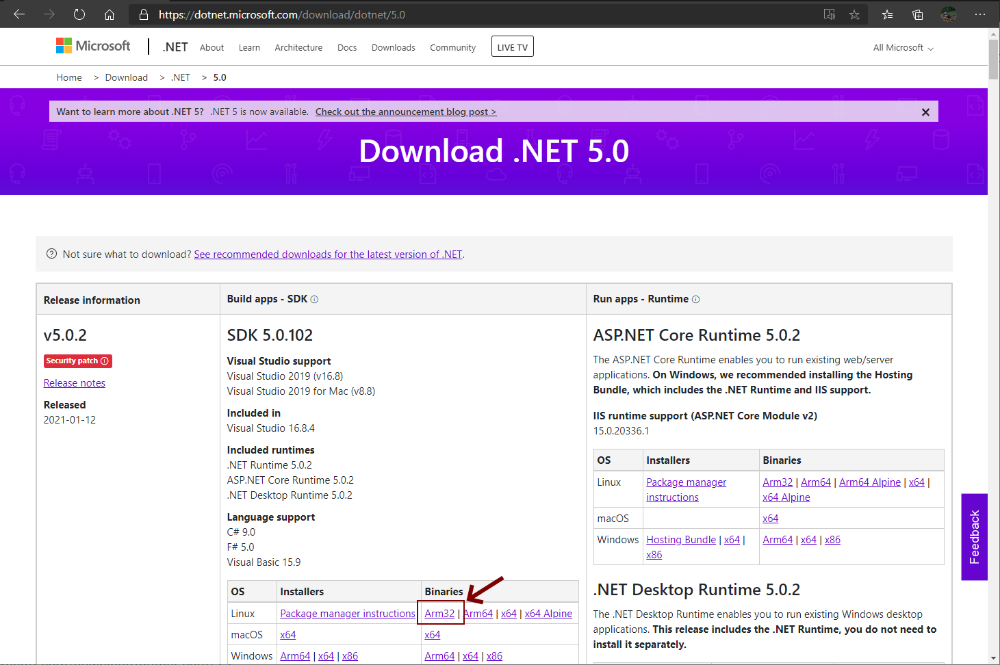 https://dotnet.microsoft.com/download/dotnet/5.0
Microsoft
.NET
About
Learn
Architecture
Docs
Downloads
Community
LIVE TV
All Microsoft
Home > Download > .NET > 5.0
Want to learn more about .NET 5? .NET 5 is now available. Check out the announcement blog post >
Download .NET 5.0
Not sure what to download? See recommended downloads for the latest version of .NET.
Release information
v5.0.2
Security patch
Release notes
Released
2021-01-12
Build apps - SDK
SDK 5.0.102
Visual Studio support
Visual Studio 2019 (v16.8)
Visual Studio 2019 for Mac (v8.8)
Included in
Visual Studio 16.8.4
Included runtimes
.NET Runtime 5.0.2
ASP.NET Core Runtime 5.0.2
.NET Desktop Runtime 5.0.2
Language support
C# 9.0
F# 5.0
Visual Basic 15.9
OS Installers Binaries
Linux Package manager instructions Arm32 | Arm64 | x64 | x64 Alpine
macOS x64 x64
Windows Arm64 | x64 | x86 Arm64 | x64 | x86
Run apps - Runtime
ASP.NET Core Runtime 5.0.2
The ASP.NET Core Runtime enables you to run existing web/server
applications. On Windows, we recommended installing the Hosting
Bundle, which includes the .NET Runtime and IIS support.
IIS runtime support (ASP.NET Core Module v2)
15.0.20336.1
OS Installers Binaries
Linux Package manager Arm32 | Arm64 | Arm64 Alpine | x64 |
instructions x64 Alpine
macOS x64
Windows Hosting Bundle | x64 | Arm64 | x64 | x86
x86
.NET Desktop Runtime 5.0.2
The .NET Desktop Runtime enables you to run existing Windows desktop
applications. This release includes the .NET Runtime, you do not need to
install it separately.
Feedback